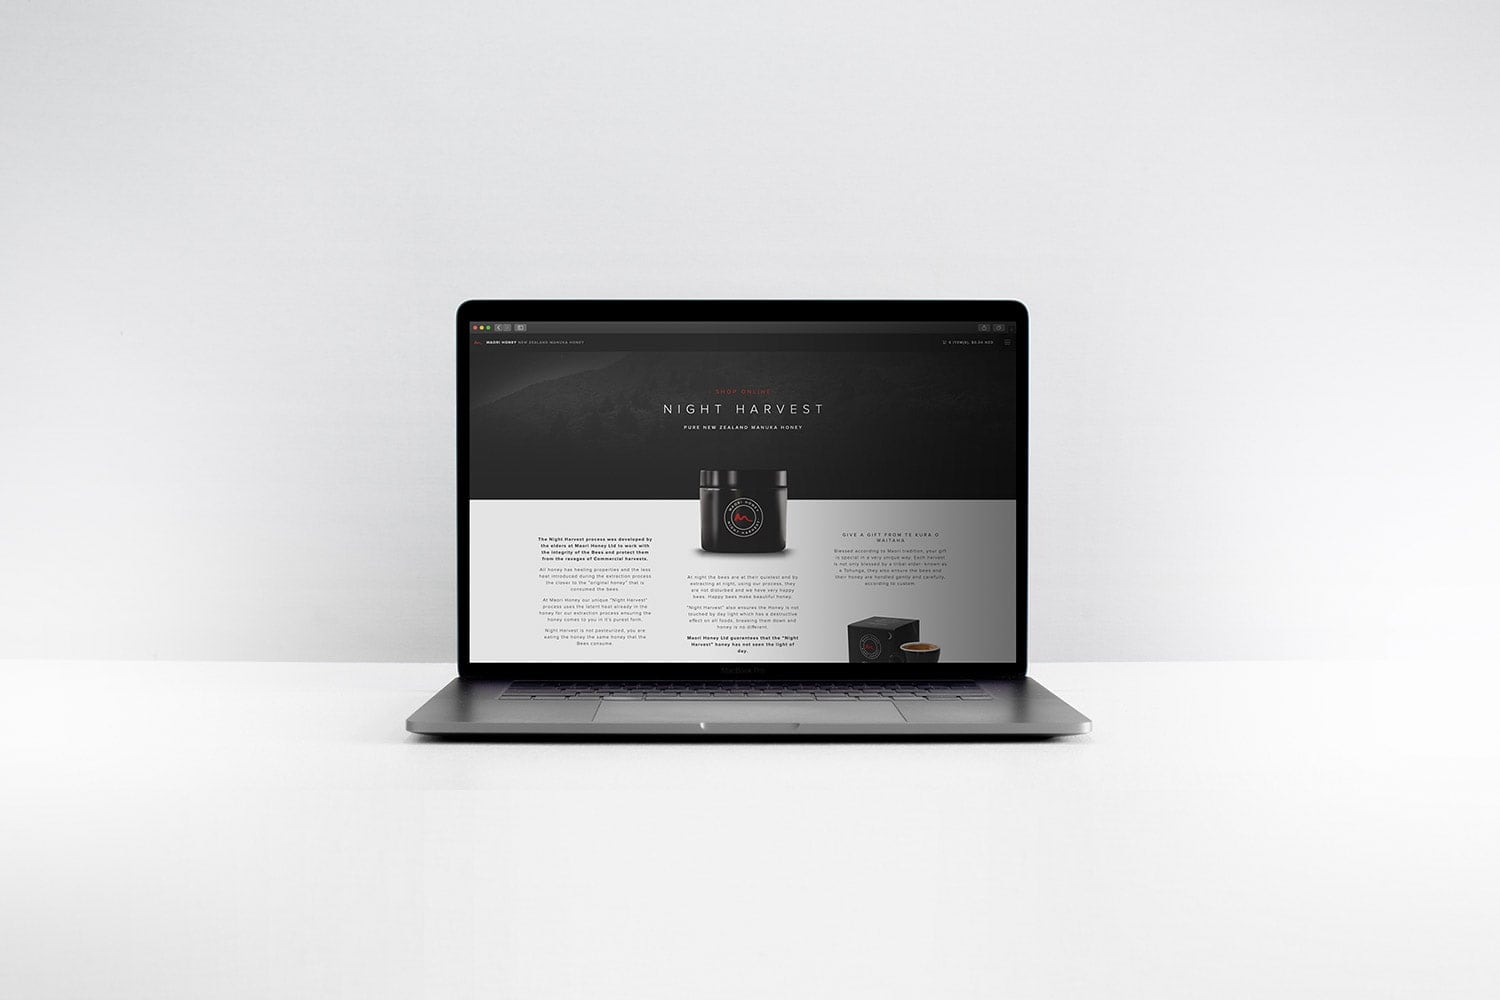 MAORI HONEY NEW ZEALAND MANUKA HONEY
0 ITEM(S), $0.00 NZD
SHOP ONLINE
NIGHT HARVEST
PURE NEW ZEALAND MANUKA HONEY
MAORI HONEY
NIGHT HARVEST
The Night Harvest process was developed by
the elders at Maori Honey Ltd to work with
the integrity of the Bees and protect them
from the ravages of Commercial harvests.
All honey has healing properties and the less
heat introduced during the extraction process
the closer to the "original honey" that is
consumed the bees
At Maori Honey our unique "Night Harvest"
process uses the latent heat already in the
honey for our extraction process ensuring the
honey comes to you in it's purest form.
Night Harvest is not pasteurized, you are
eating the honey the same honey that the
Bees consume.
At night the bees are at their quietest and by
extracting at night, using our process, they
are not disturbed and we have very happy
bees. Happy bees make beautiful honey.
"Night Harvest" also ensures the Honey is not
touched by day light which has a destructive
effect on all foods, breaking them down and
honey is no different.
Maori Honey Ltd guarantees that the "Night
Harvest" honey has not seen the light of
day.
GIVE A GIFT FROM TE KURA O
WAITAHA
Blessed according to Maori tradition, your gift
is special in a very unique way. Each harvest
is not only blessed by a tribal elder- known as
a Tohunga, they also ensure the bees and
their honey are handled gently and carefully,
according to custom.
MacBook Pro